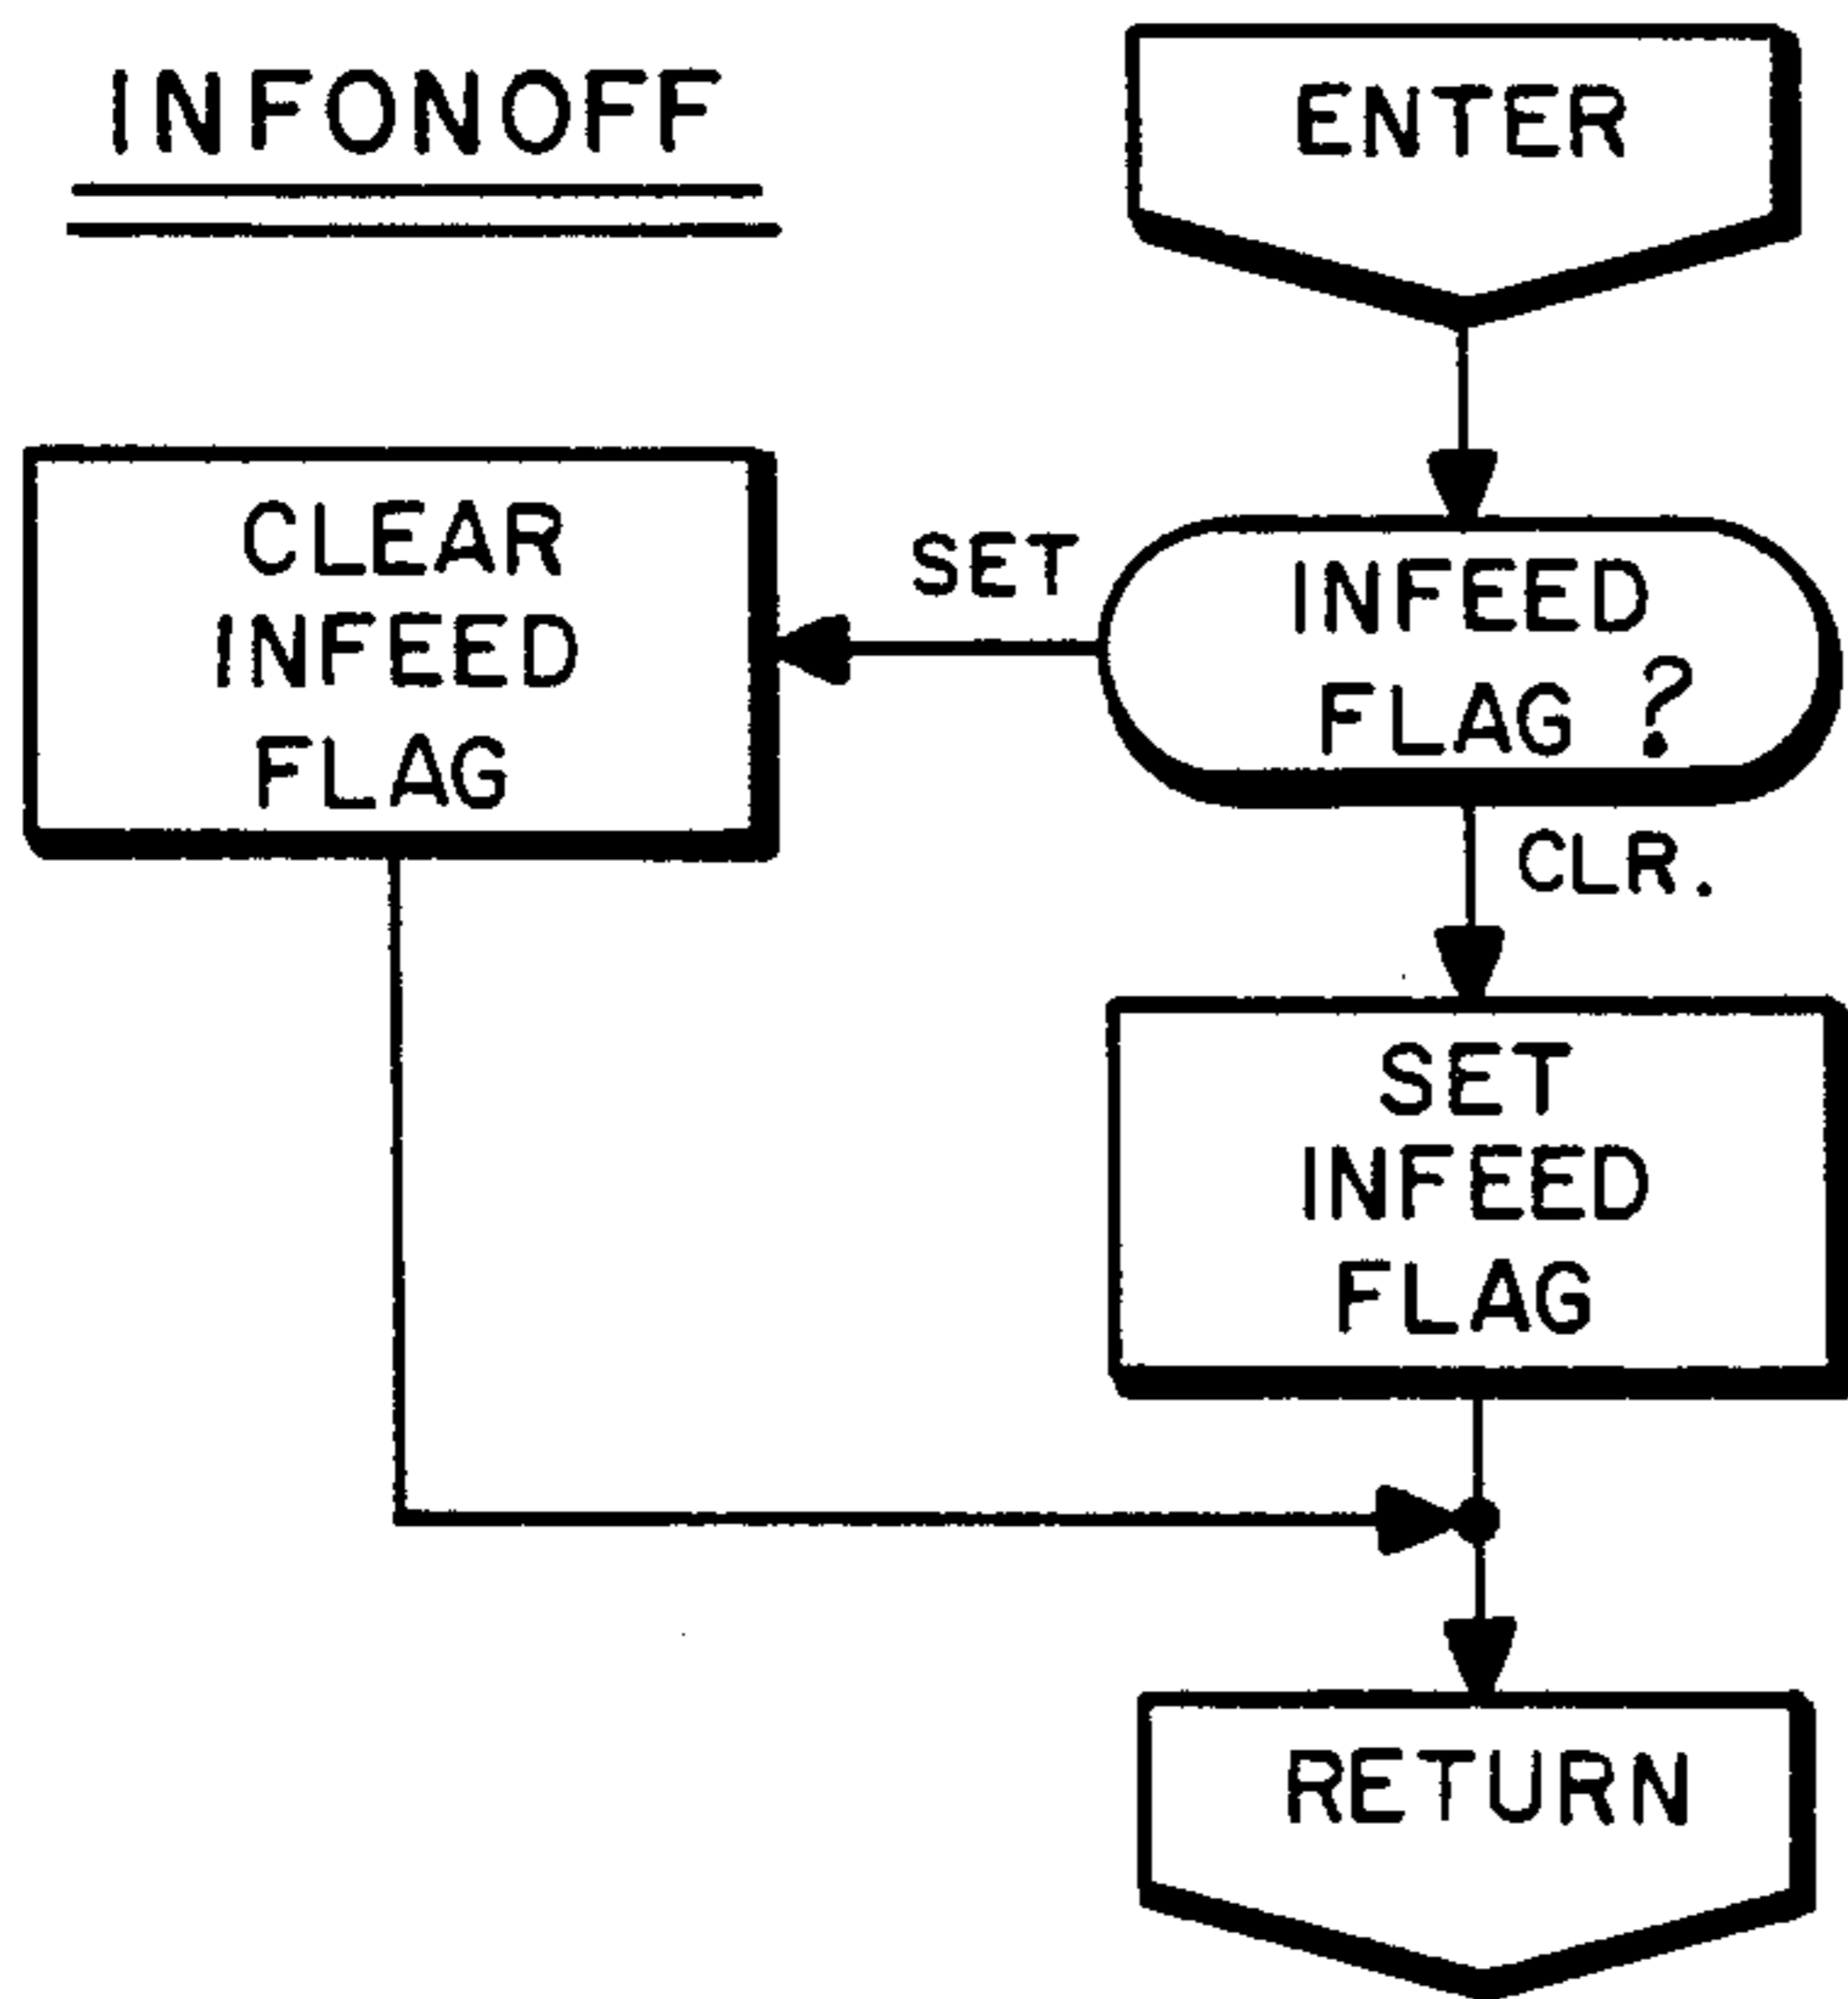 INFONOFF
ENTER
INFEED
FLAG ?
SET
CLEAR
INFEED
FLAG
CLR.
SET
INFEED
FLAG
RETURN